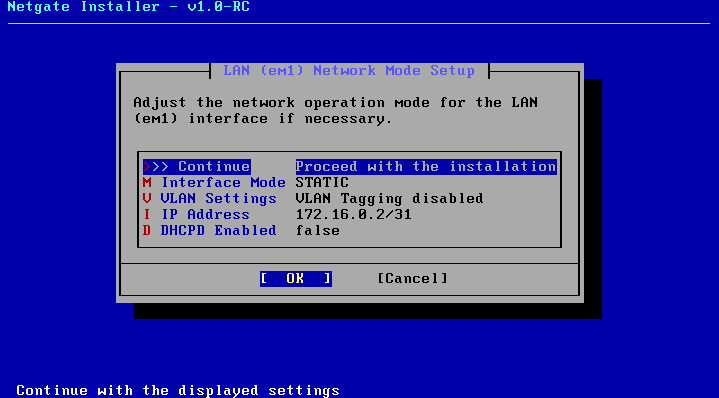 Netgate Installer - v1.0-RC
LAN (em1) Network Mode Setup
Adjust the network operation mode for the LAN
(em1) interface if necessary.
>>> Continue Proceed with the installation
M Interface Mode STATIC
V VLAN Settings VLAN Tagging disabled
I IP Address 172.16.0.2/31
D DHCPD Enabled false
[ OK ] [Cancel]
Continue with the displayed settings